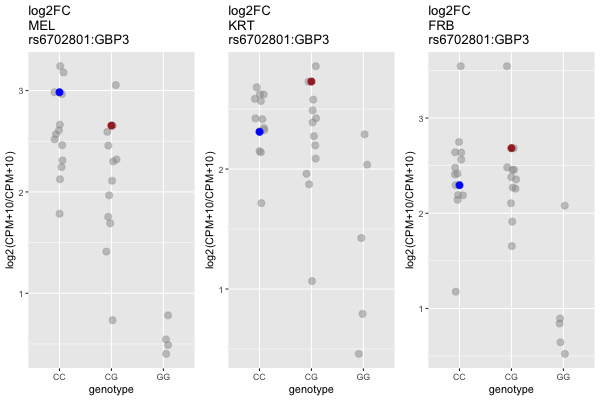 log2FC
MEL
rs6702801:GBP3
log2(CPM+10/CPM+10)
3
2
1
CC CG GG
genotype
log2FC
KRT
rs6702801:GBP3
log2(CPM+10/CPM+10)
2
1
CC CG GG
genotype
log2FC
FRB
rs6702801:GBP3
log2(CPM+10/CPM+10)
3
2
1
CC CG GG
genotype